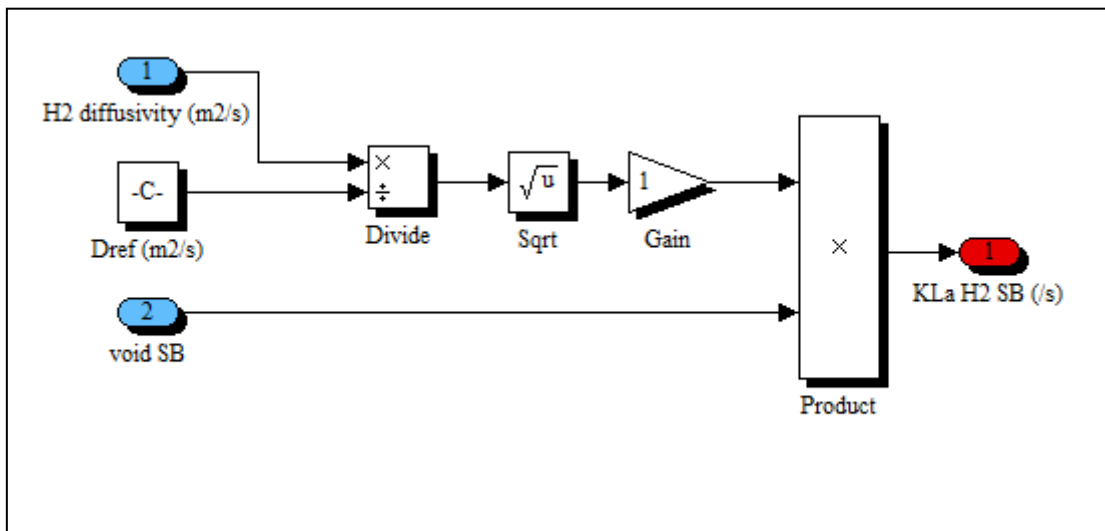 1
H2 diffusivity (m2/s)
-C-
Dref (m2/s)
×
÷
Divide
√u
Sqrt
1
Gain
×
Product
1
KLa H2 SB (/s)
2
void SB